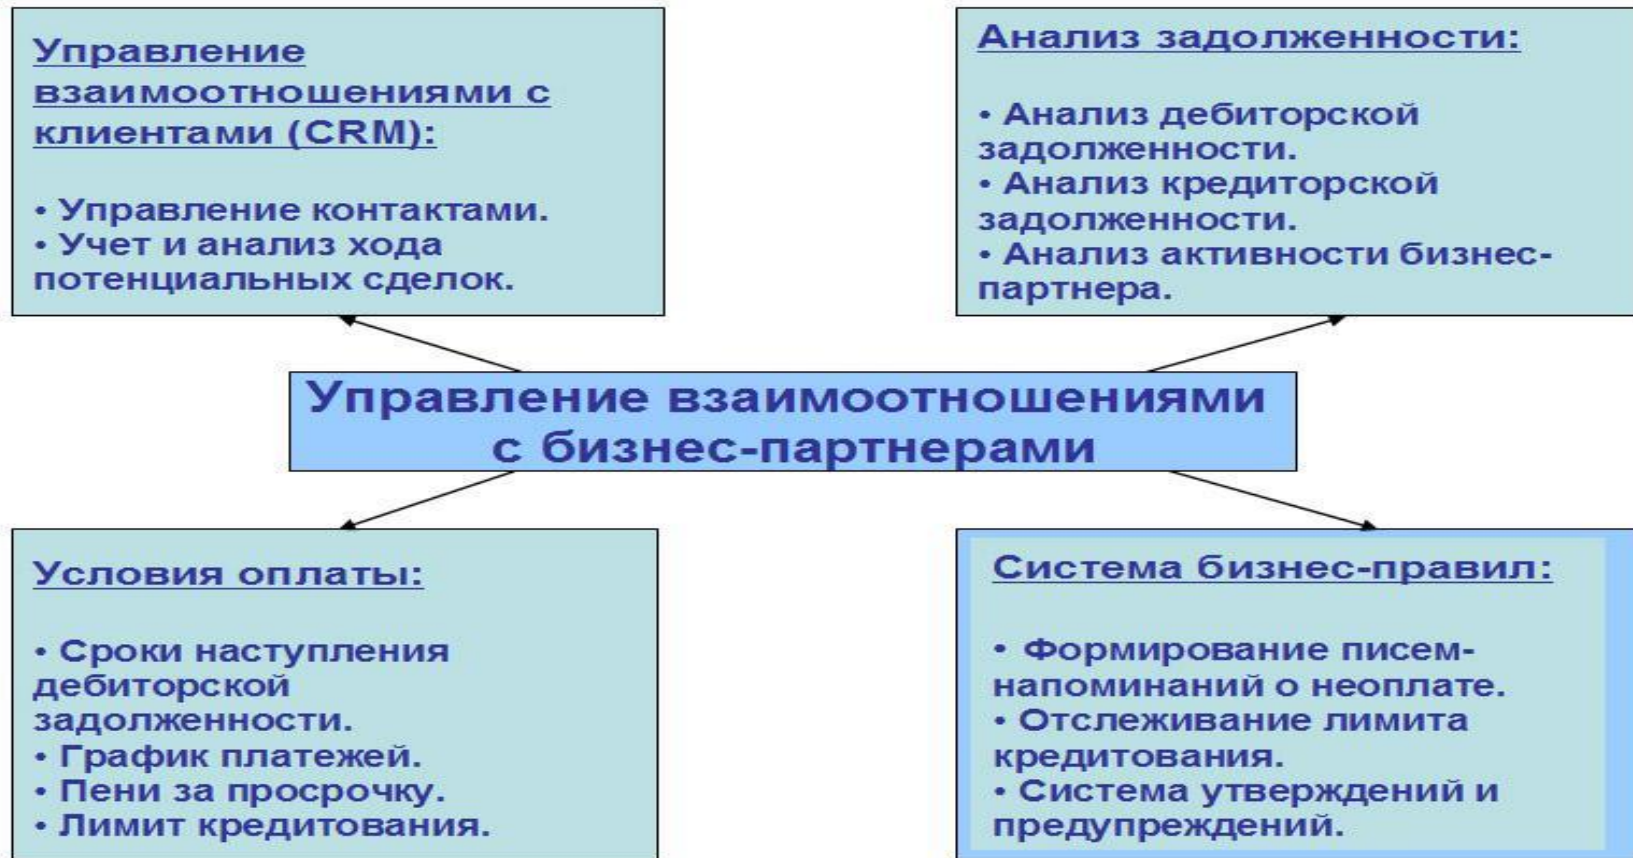 Управление
взаимоотношениями с
клиентами (CRM):
• Управление контактами.
• Учет и анализ хода
потенциальных сделок.
Анализ задолженности:
• Анализ дебиторской
задолженности.
• Анализ кредиторской
задолженности.
• Анализ активности бизнес-
партнера.
Управление взаимоотношениями
с бизнес-партнерами
Условия оплаты:
• Сроки наступления
дебиторской
задолженности.
• График платежей.
• Пени за просрочку.
• Лимит кредитования.
Система бизнес-правил:
• Формирование писем-
напоминаний о неоплате.
• Отслеживание лимита
кредитования.
• Система утверждений и
предупреждений.